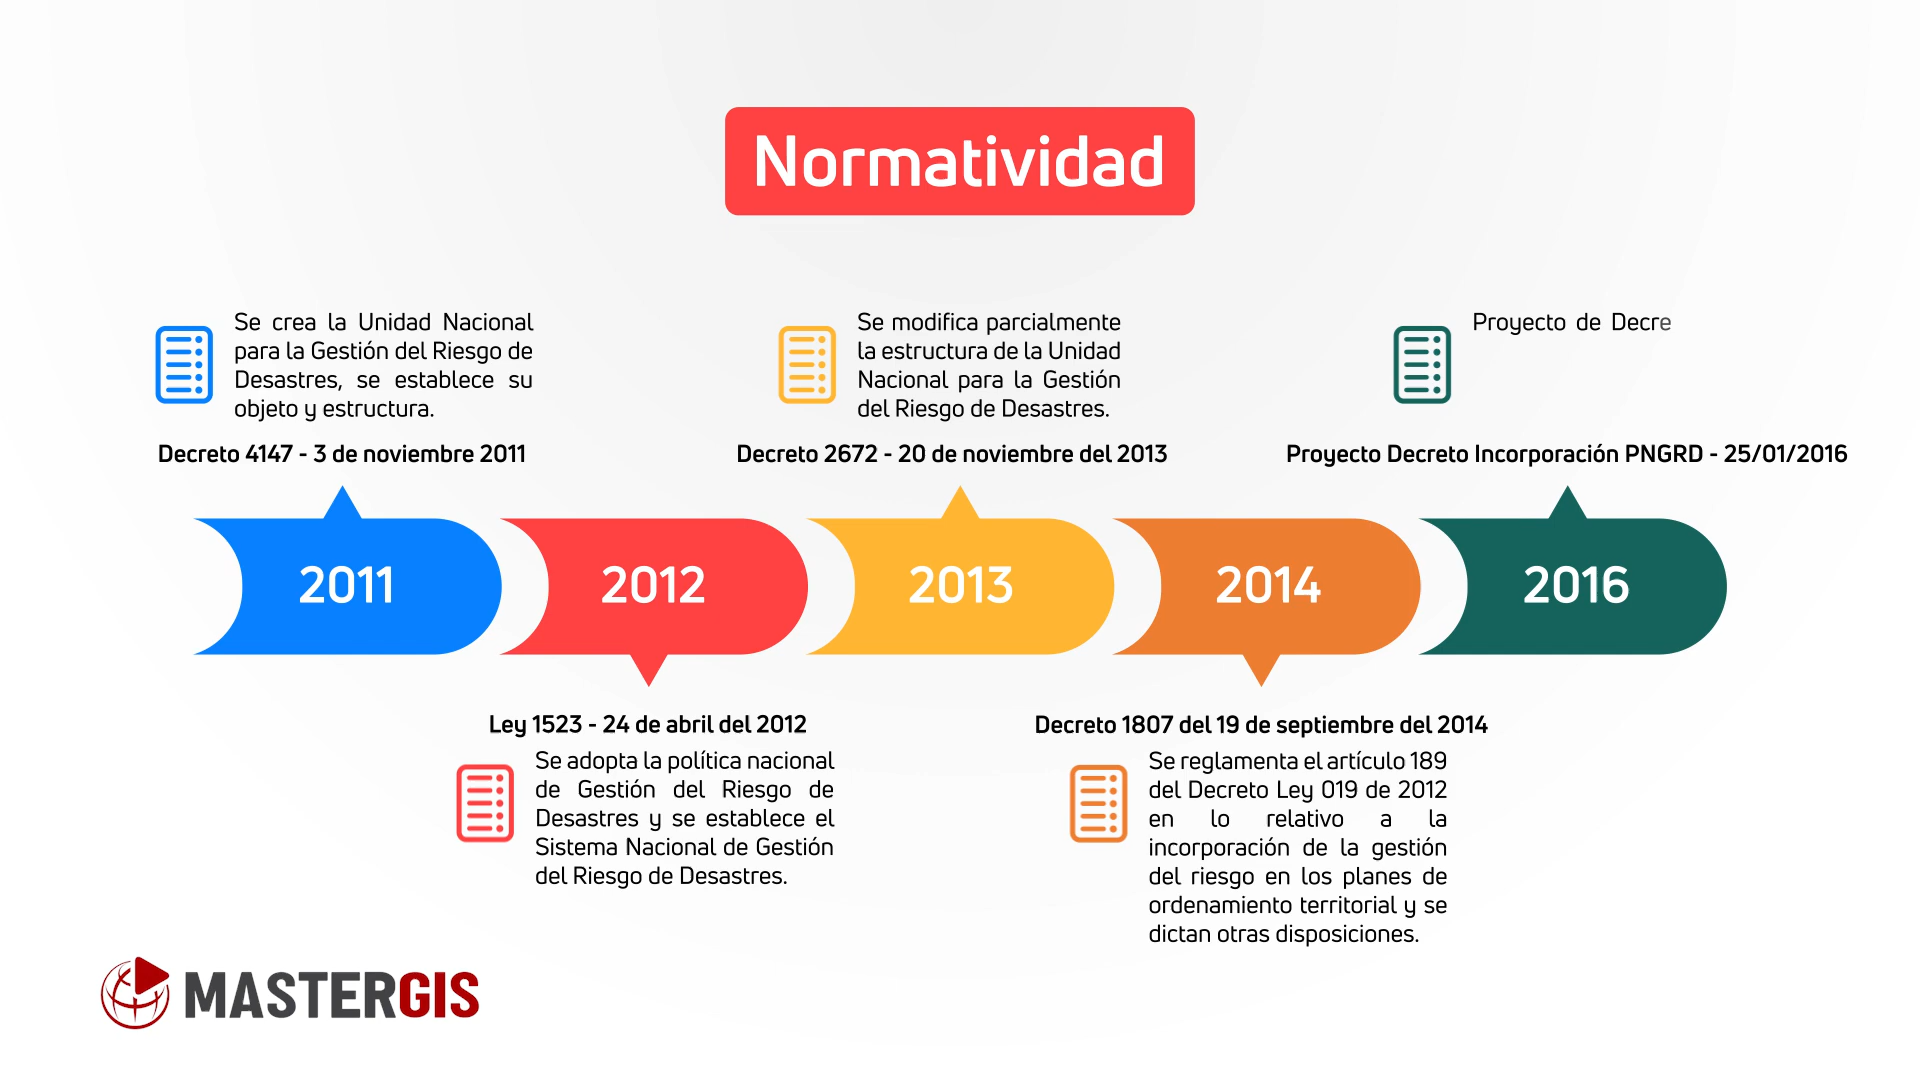 Normatividad
Se crea la Unidad Nacional
para la Gestión del Riesgo de
Desastres, se establece su
objeto y estructura.
Decreto 4147 - 3 de noviembre 2011
Se modifica parcialmente
la estructura de la Unidad
Nacional para la Gestión
del Riesgo de Desastres.
Decreto 2672 - 20 de noviembre del 2013
Proyecto de Decre
Proyecto Decreto Incorporación PNGRD - 25/01/2016
2011
2012
2013
2014
2016
Ley 1523 - 24 de abril del 2012
Se adopta la política nacional
de Gestión del Riesgo de
Desastres y se establece el
Sistema Nacional de Gestión
del Riesgo de Desastres.
Decreto 1807 del 19 de septiembre del 2014
Se reglamenta el artículo 189
del Decreto Ley 019 de 2012
en lo relativo a la
incorporación de la gestión
del riesgo en los planes de
ordenamiento territorial y se
dictan otras disposiciones.
MASTERGIS